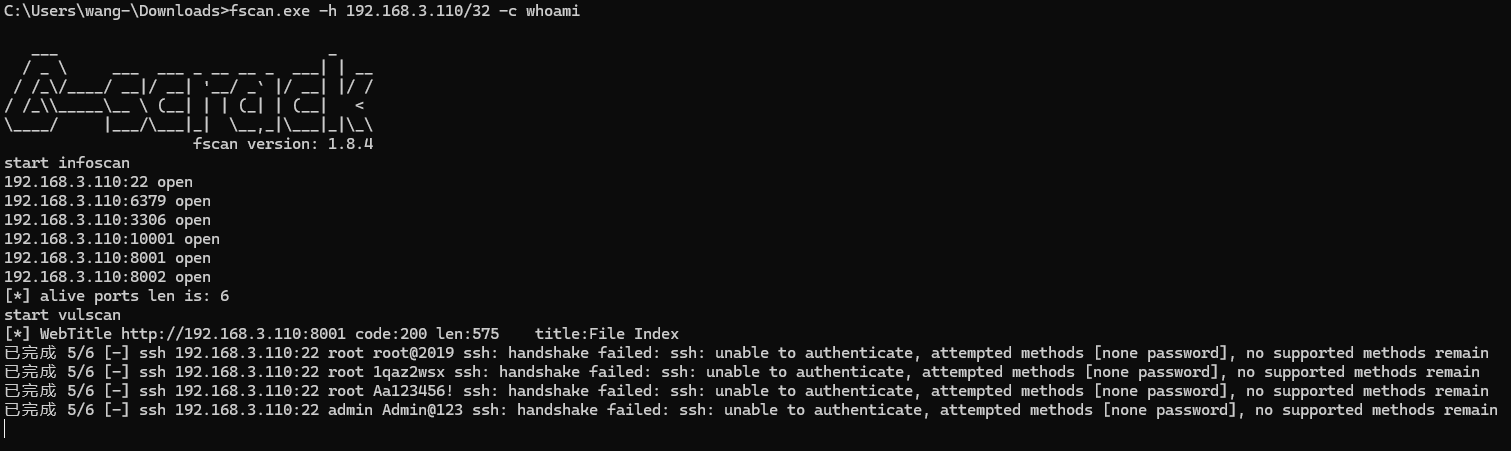 C:\Users\wang-\Downloads>fscan.exe -h 192.168.3.110/32 -c whoami
   ___                              _
  / _ \     ___  ___ _ __ __ _  ___| | __
 / /_\/____/ __|/ __| '__/ _` |/ __| |/ /
/ /_\\_____\__ \ (__| | | (_| | (__|   <
\____/     |___/\___|_|  \__,_|\___|_|\_\
                     fscan version: 1.8.4
start infoscan
192.168.3.110:22 open
192.168.3.110:6379 open
192.168.3.110:3306 open
192.168.3.110:10001 open
192.168.3.110:8001 open
192.168.3.110:8002 open
[*] alive ports len is: 6
start vulscan
[*] WebTitle http://192.168.3.110:8001 code:200 len:575    title:File Index
已完成 5/6 [-] ssh 192.168.3.110:22 root root@2019 ssh: handshake failed: ssh: unable to authenticate, attempted methods [none password], no supported methods remain
已完成 5/6 [-] ssh 192.168.3.110:22 root 1qaz2wsx ssh: handshake failed: ssh: unable to authenticate, attempted methods [none password], no supported methods remain
已完成 5/6 [-] ssh 192.168.3.110:22 root Aa123456! ssh: handshake failed: ssh: unable to authenticate, attempted methods [none password], no supported methods remain
已完成 5/6 [-] ssh 192.168.3.110:22 admin Admin@123 ssh: handshake failed: ssh: unable to authenticate, attempted methods [none password], no supported methods remain